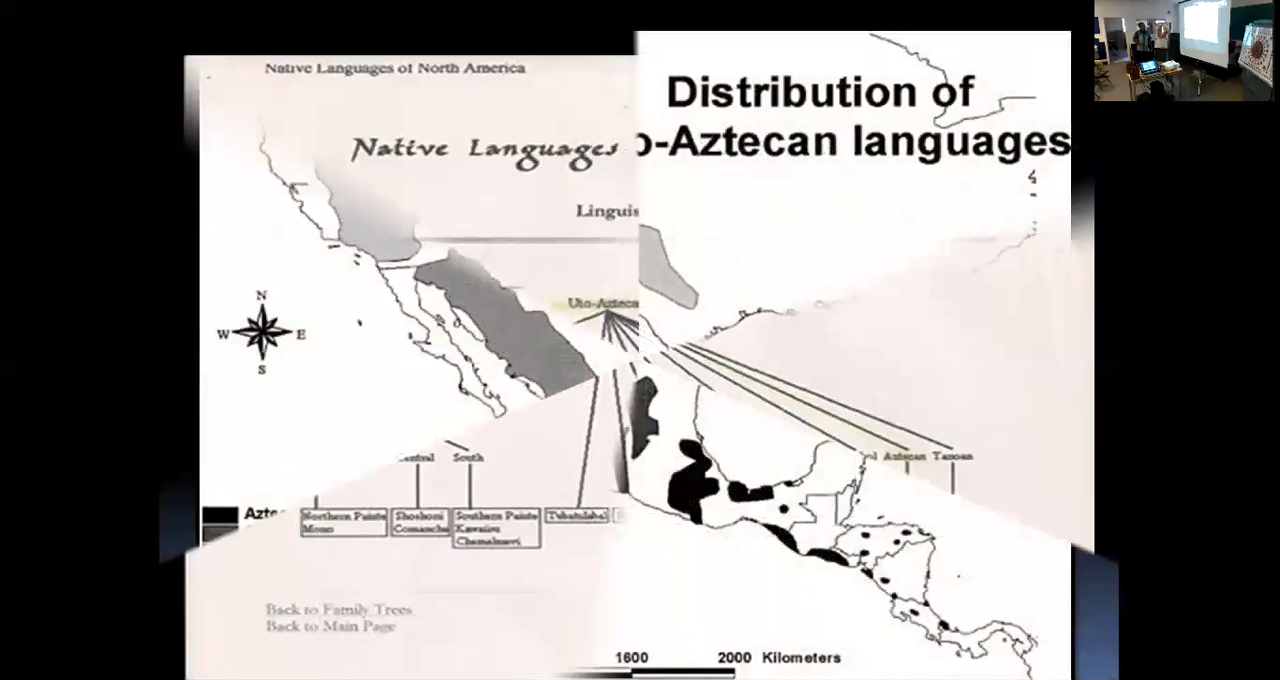 Native Languages of North America
Distribution of
o-Aztecan languages
Native Languages
Linguis
N
W E
S
Uto-Azteca
entral South
Aztecan Tanoan
Azte
Northern Paiute
Mono
Shoshoni
Comanche
Southern Paiute
Kawaiisu
Chemehuevi
Tubatulabal
Back to Family Trees
Back to Main Page
1600 2000 Kilometers